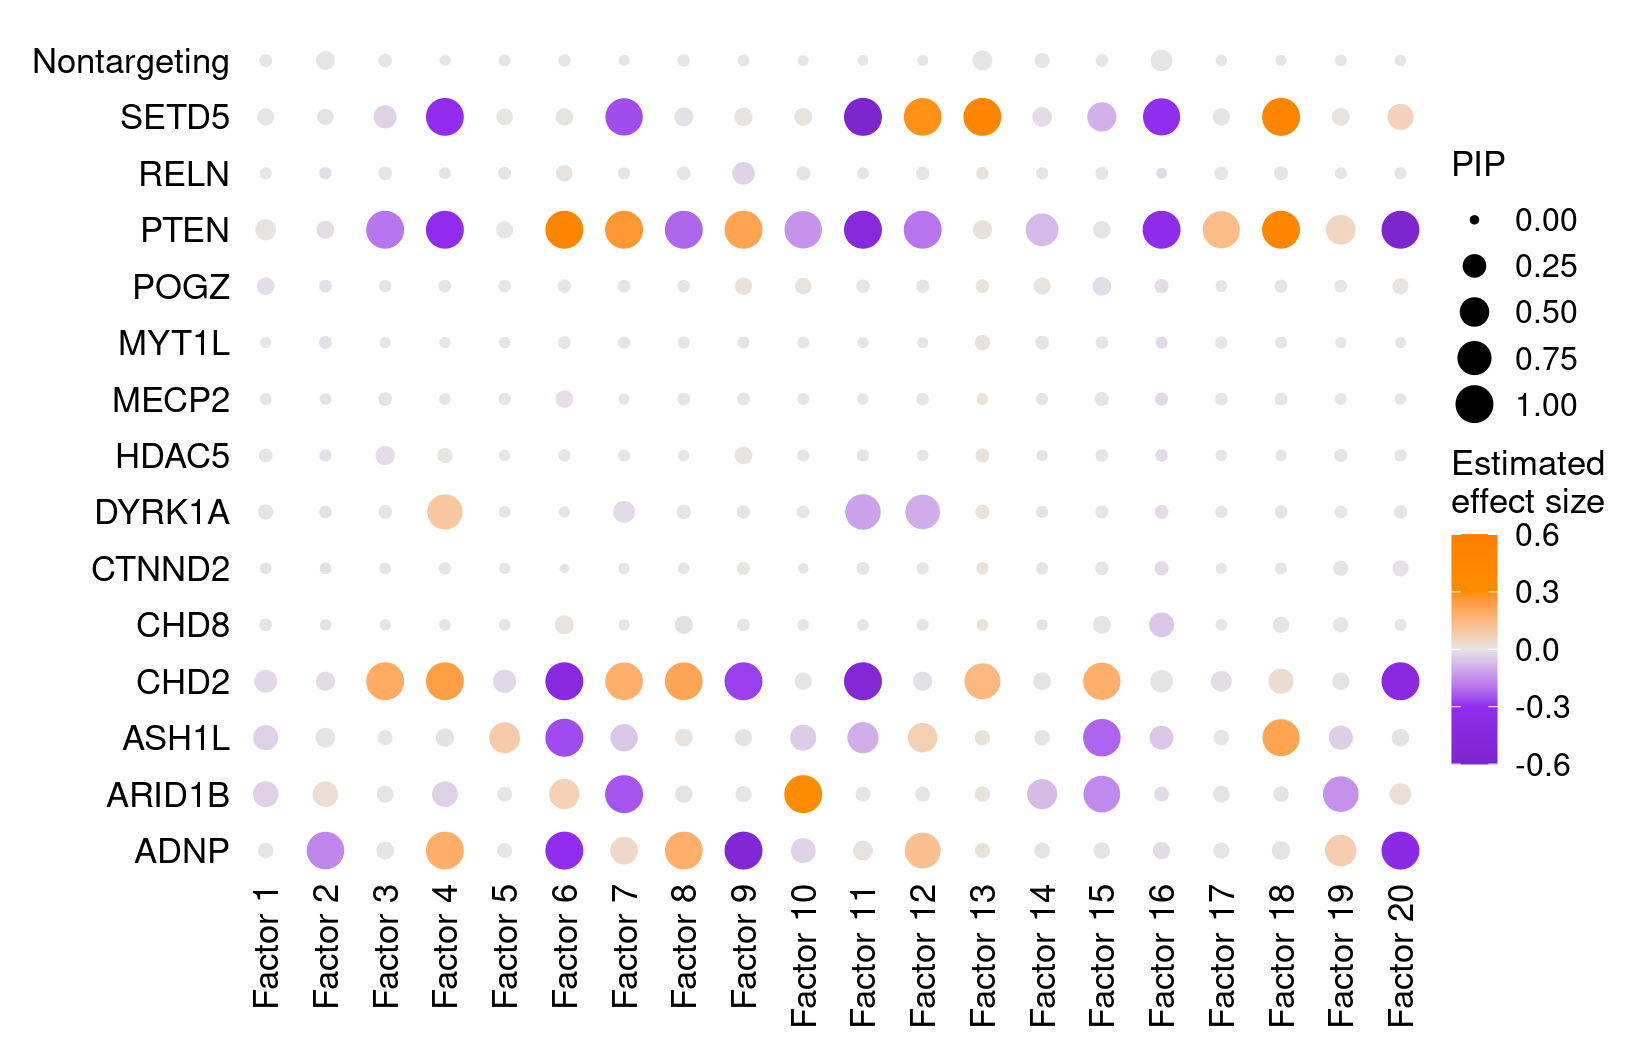 Nontargeting
SETD5
RELN
PTEN
POGZ
MYT1L
MECP2
HDAC5
DYRK1A
CTNND2
CHD8
CHD2
ASH1L
ARID1B
ADNP
Factor 1
Factor 2
Factor 3
Factor 4
Factor 5
Factor 6
Factor 7
Factor 8
Factor 9
Factor 10
Factor 11
Factor 12
Factor 13
Factor 14
Factor 15
Factor 16
Factor 17
Factor 18
Factor 19
Factor 20
PIP
0.00
0.25
0.50
0.75
1.00
Estimated
effect size
0.6
0.3
0.0
-0.3
-0.6